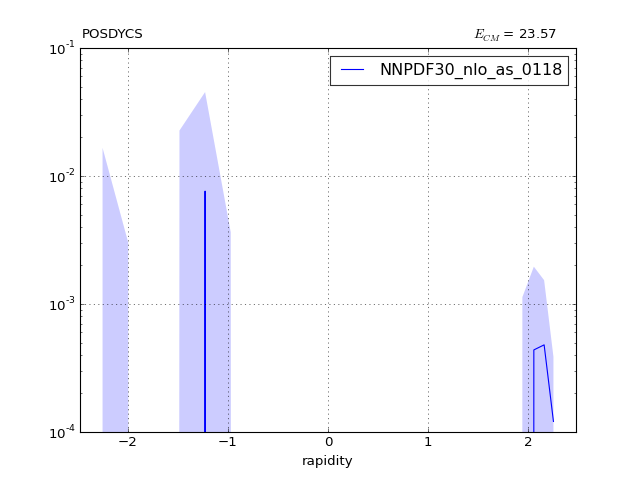 POSDYCS
E_CM = 23.57
NNPDF30_nlo_as_0118
10^-1
10^-2
10^-3
10^-4
−2 −1 0 1 2
rapidity